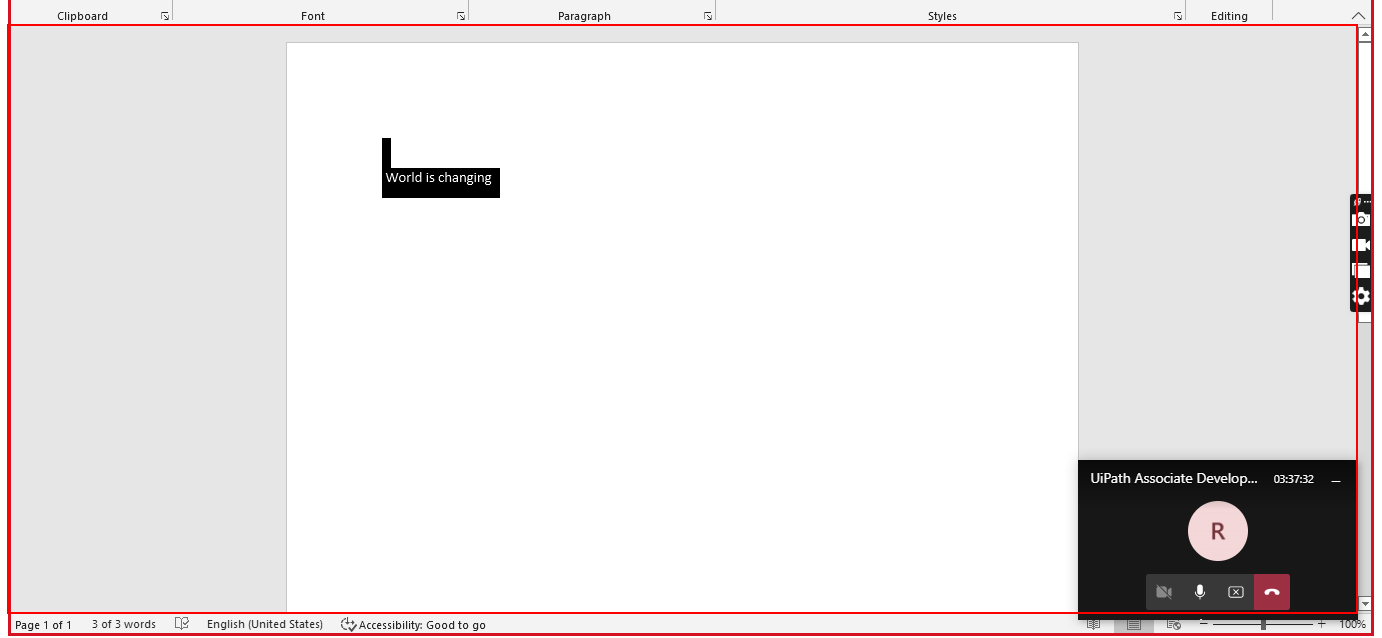 Clipboard Font Paragraph Styles Editing
World is changing
UiPath Associate Develop... 03:37:32
R
Page 1 of 1 3 of 3 words English (United States) Accessibility: Good to go 100%